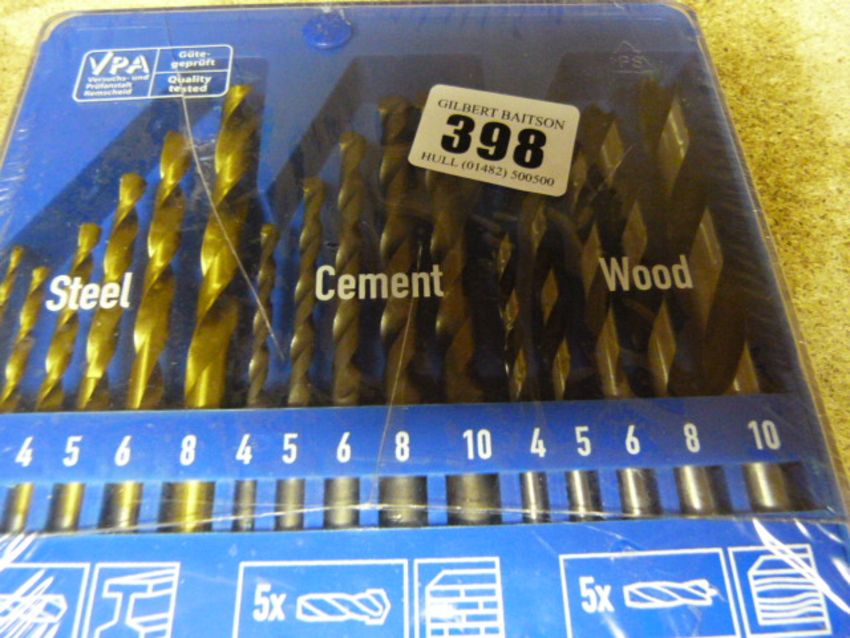 VPA
Versuchs- und
Prüfanstalt
Remscheid
Güte-
geprüft
Quality
tested
PS
GILBERT BAITSON
398
HULL (01482) 500500
Steel
Cement
Wood
4 5 6 8 4 5 6 8 10 4 5 6 8 10
5x
5x